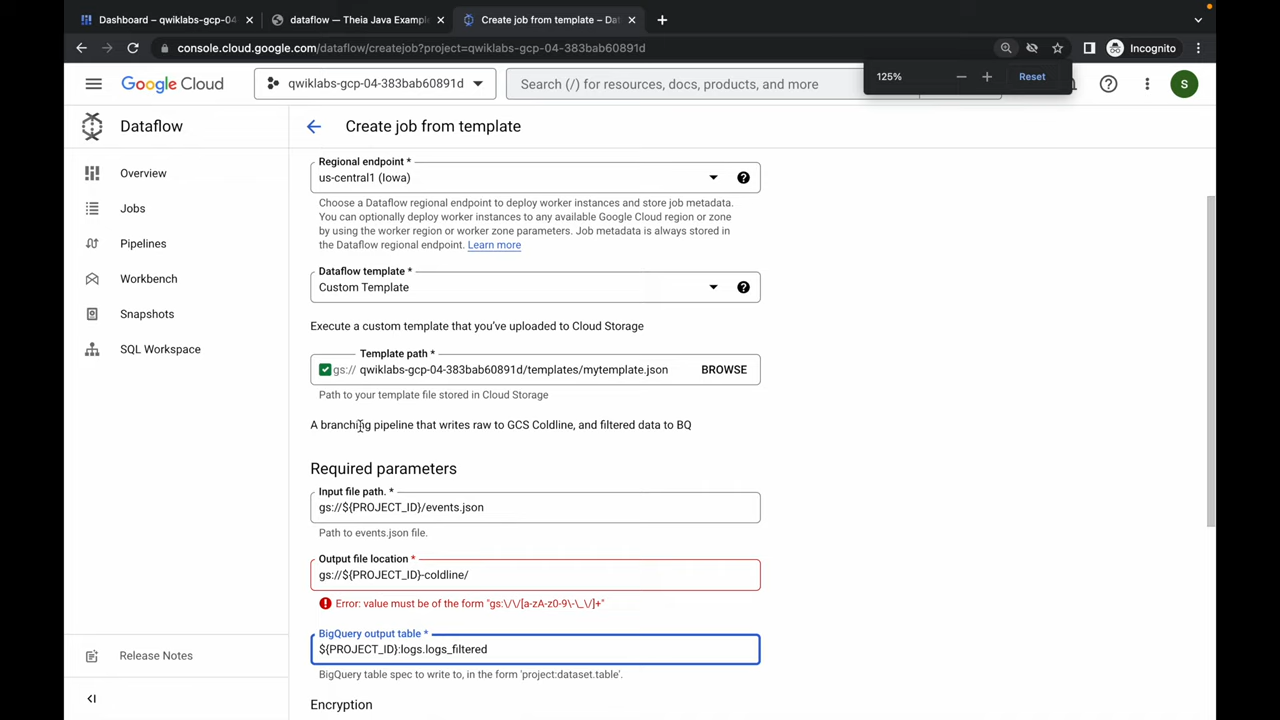 Dashboard – qwiklabs-gcp-04-
dataflow — Theia Java Example
Create job from template – Dat
console.cloud.google.com/dataflow/createjob?project=qwiklabs-gcp-04-383bab60891d
Incognito
125%
Reset
Google Cloud
qwiklabs-gcp-04-383bab60891d
Search (/) for resources, docs, products, and more
S
Dataflow
Create job from template
Overview
Jobs
Pipelines
Workbench
Snapshots
SQL Workspace
Release Notes
Regional endpoint *
us-central1 (Iowa)
Choose a Dataflow regional endpoint to deploy worker instances and store job metadata.
You can optionally deploy worker instances to any available Google Cloud region or zone
by using the worker region or worker zone parameters. Job metadata is always stored in
the Dataflow regional endpoint. Learn more
Dataflow template *
Custom Template
Execute a custom template that you've uploaded to Cloud Storage
Template path *
gs:// qwiklabs-gcp-04-383bab60891d/templates/mytemplate.json
BROWSE
Path to your template file stored in Cloud Storage
A branching pipeline that writes raw to GCS Coldline, and filtered data to BQ
Required parameters
Input file path. *
gs://${PROJECT_ID}/events.json
Path to events.json file.
Output file location *
gs://${PROJECT_ID}-coldline/
Error: value must be of the form "gs:\/\/[a-zA-z0-9\-\_\/]+"
BigQuery output table *
${PROJECT_ID}:logs.logs_filtered
BigQuery table spec to write to, in the form 'project:dataset.table'.
Encryption